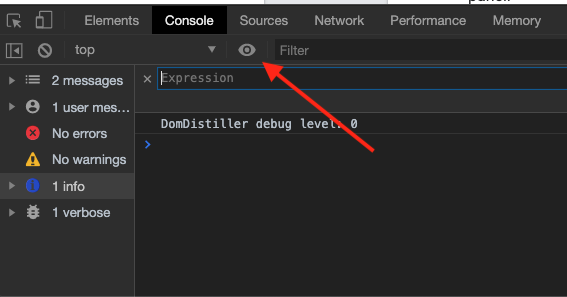 panel.
Elements Console Sources Network Performance Memory
top Filter
2 messages
Expression
1 user mes…
DomDistiller debug level: 0
No errors
No warnings
1 info
1 verbose